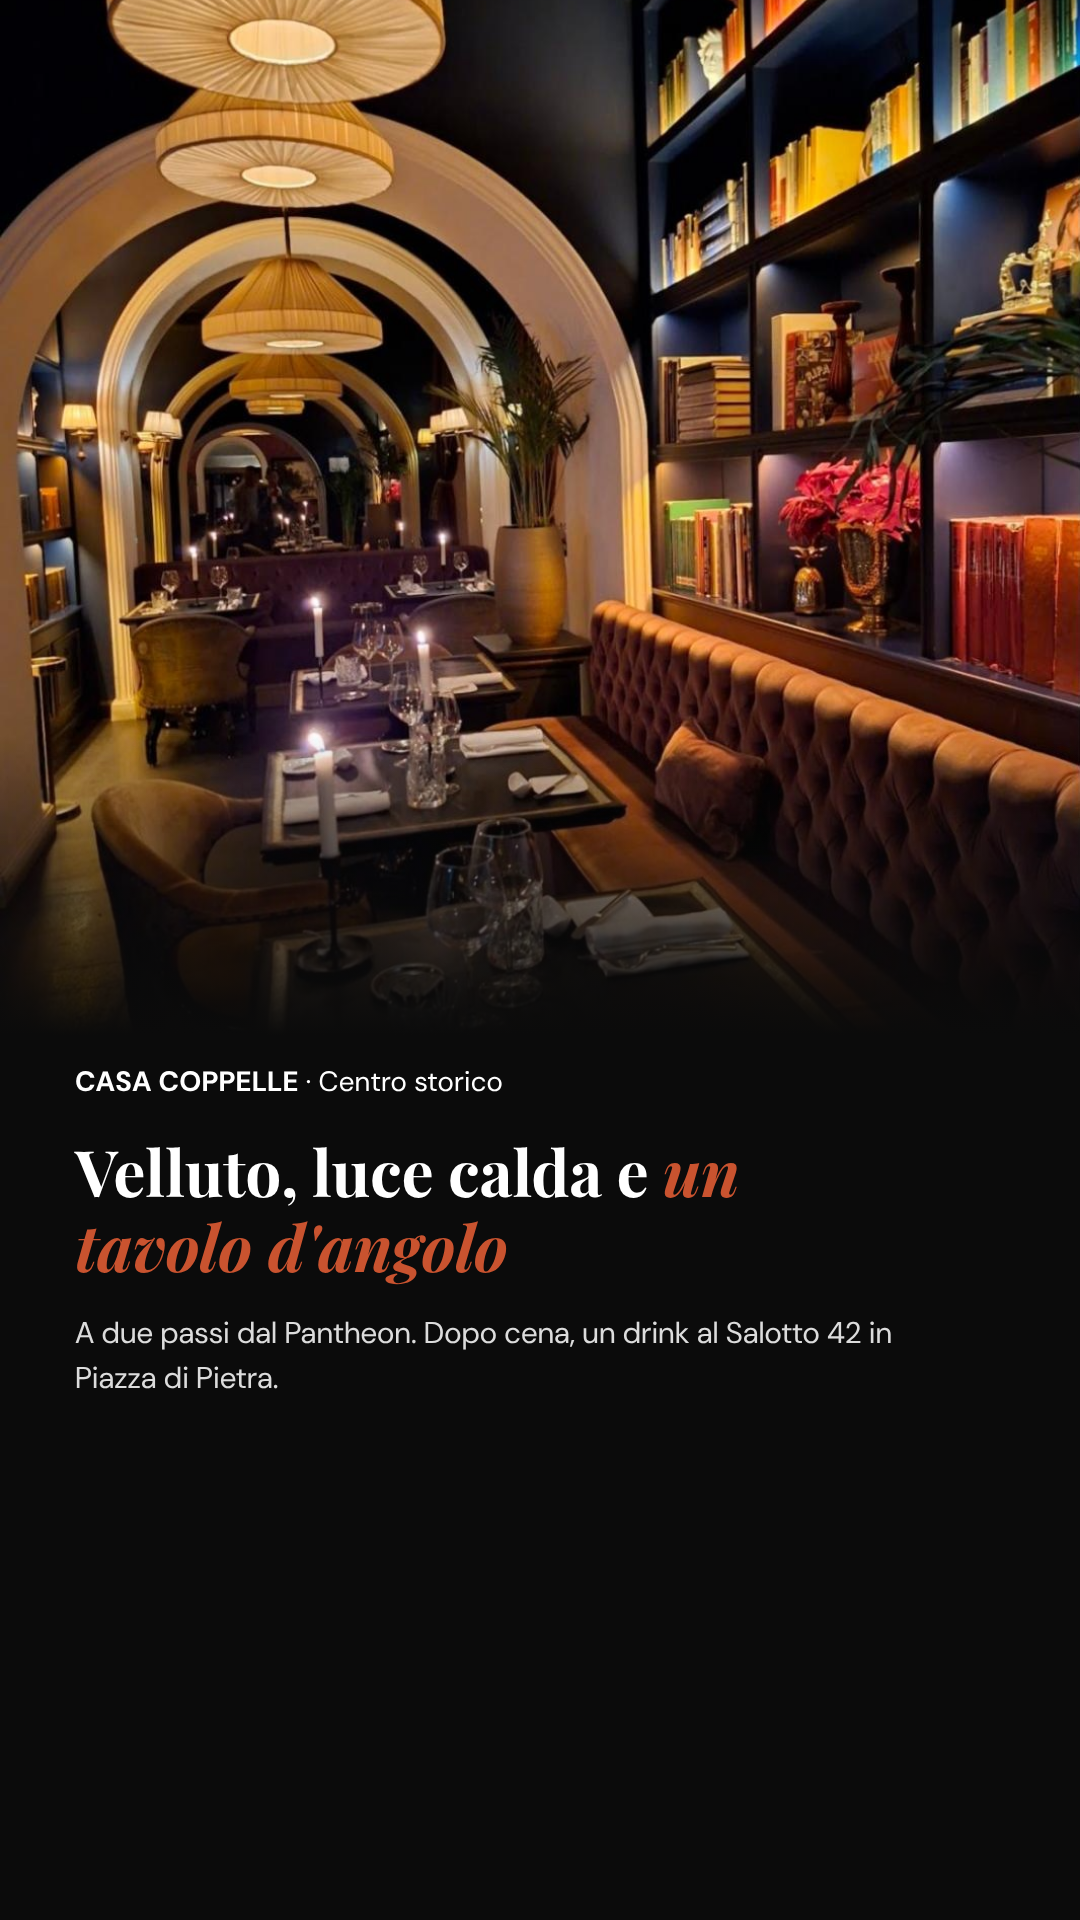 CASA COPPELLE · Centro storico
Velluto, luce calda e un
tavolo d'angolo
A due passi dal Pantheon. Dopo cena, un drink al Salotto 42 in
Piazza di Pietra.